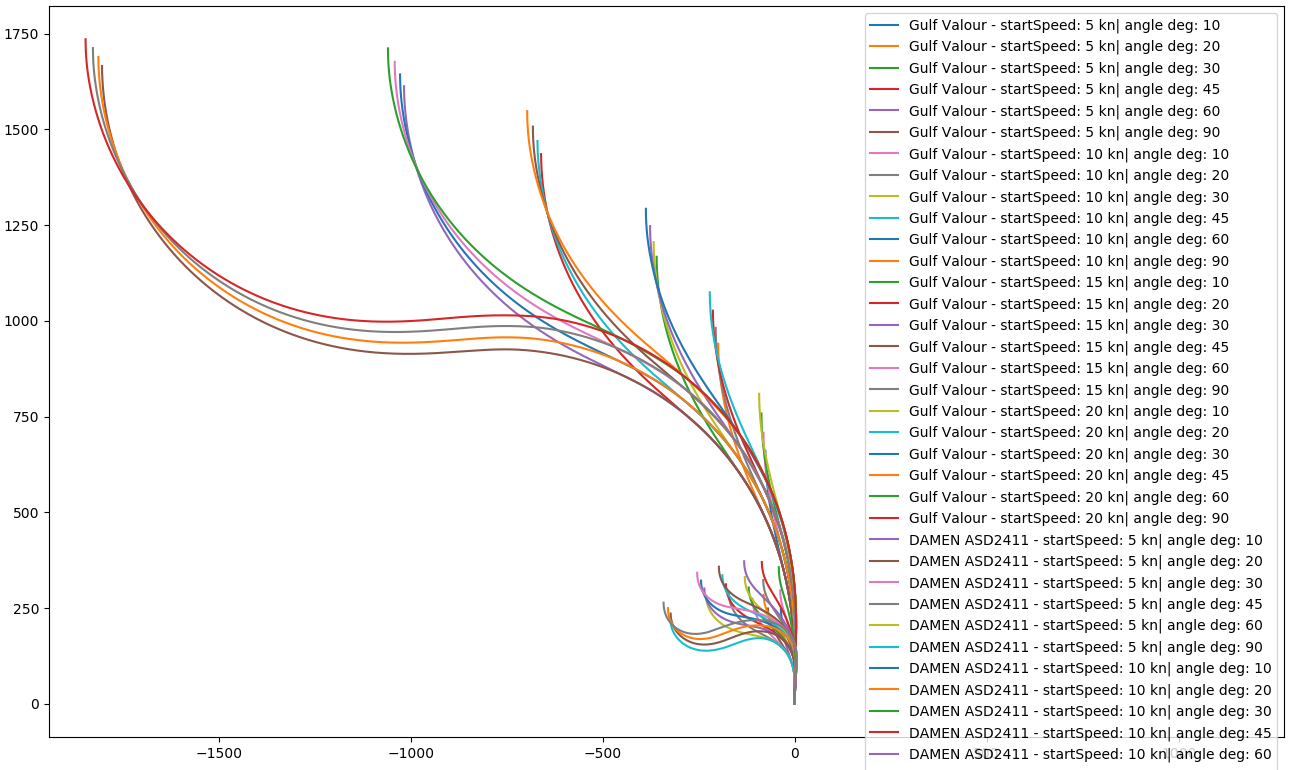 1750
1500
1250
1000
750
500
250
0
−1500
−1000
−500
0
Gulf Valour - startSpeed: 5 kn| angle deg: 10
Gulf Valour - startSpeed: 5 kn| angle deg: 20
Gulf Valour - startSpeed: 5 kn| angle deg: 30
Gulf Valour - startSpeed: 5 kn| angle deg: 45
Gulf Valour - startSpeed: 5 kn| angle deg: 60
Gulf Valour - startSpeed: 5 kn| angle deg: 90
Gulf Valour - startSpeed: 10 kn| angle deg: 10
Gulf Valour - startSpeed: 10 kn| angle deg: 20
Gulf Valour - startSpeed: 10 kn| angle deg: 30
Gulf Valour - startSpeed: 10 kn| angle deg: 45
Gulf Valour - startSpeed: 10 kn| angle deg: 60
Gulf Valour - startSpeed: 10 kn| angle deg: 90
Gulf Valour - startSpeed: 15 kn| angle deg: 10
Gulf Valour - startSpeed: 15 kn| angle deg: 20
Gulf Valour - startSpeed: 15 kn| angle deg: 30
Gulf Valour - startSpeed: 15 kn| angle deg: 45
Gulf Valour - startSpeed: 15 kn| angle deg: 60
Gulf Valour - startSpeed: 15 kn| angle deg: 90
Gulf Valour - startSpeed: 20 kn| angle deg: 10
Gulf Valour - startSpeed: 20 kn| angle deg: 20
Gulf Valour - startSpeed: 20 kn| angle deg: 30
Gulf Valour - startSpeed: 20 kn| angle deg: 45
Gulf Valour - startSpeed: 20 kn| angle deg: 60
Gulf Valour - startSpeed: 20 kn| angle deg: 90
DAMEN ASD2411 - startSpeed: 5 kn| angle deg: 10
DAMEN ASD2411 - startSpeed: 5 kn| angle deg: 20
DAMEN ASD2411 - startSpeed: 5 kn| angle deg: 30
DAMEN ASD2411 - startSpeed: 5 kn| angle deg: 45
DAMEN ASD2411 - startSpeed: 5 kn| angle deg: 60
DAMEN ASD2411 - startSpeed: 5 kn| angle deg: 90
DAMEN ASD2411 - startSpeed: 10 kn| angle deg: 10
DAMEN ASD2411 - startSpeed: 10 kn| angle deg: 20
DAMEN ASD2411 - startSpeed: 10 kn| angle deg: 30
DAMEN ASD2411 - startSpeed: 10 kn| angle deg: 45
DAMEN ASD2411 - startSpeed: 10 kn| angle deg: 60